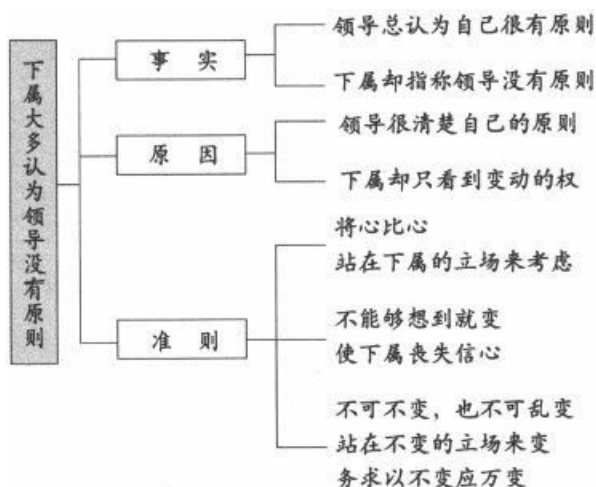 下属大多认为领导没有原则
事实
领导总认为自己很有原则
下属却指称领导没有原则
原因
领导很清楚自己的原则
下属却只看到变动的权
准则
将心比心
站在下属的立场来考虑
不能够想到就变
使下属丧失信心
不可不变，也不可乱变
站在不变的立场来变
务求以不变应万变